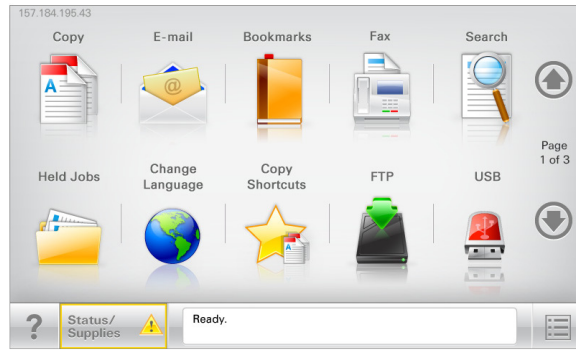 157.184.195.43
Copy
E-mail
Bookmarks
Fax
Search
Page
1 of 3
Held Jobs
Change
Language
Copy
Shortcuts
FTP
USB
?
Status/
Supplies
Ready.